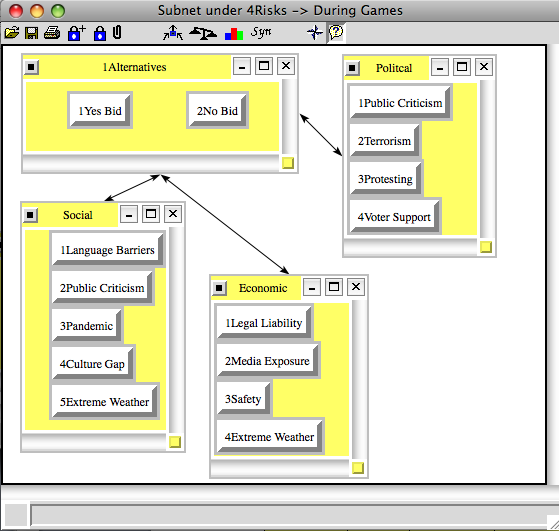 Subnet under 4Risks -> During Games
Syn
1Alternatives
1Yes Bid
2No Bid
Politcal
1Public Criticism
2Terrorism
3Protesting
4Voter Support
Social
1Language Barriers
2Public Criticism
3Pandemic
4Culture Gap
5Extreme Weather
Economic
1Legal Liability
2Media Exposure
3Safety
4Extreme Weather